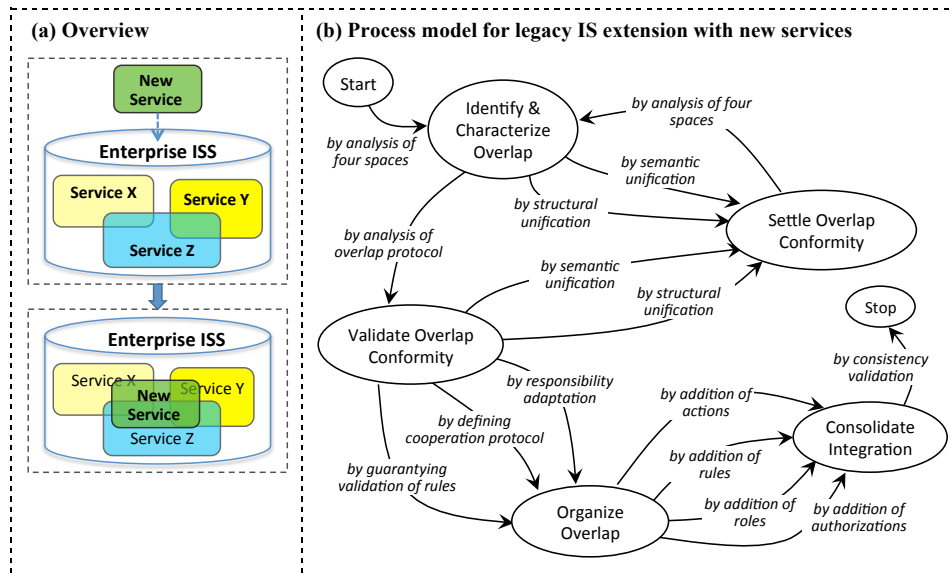 (a) Overview
New
Service
Enterprise ISS
Service X
Service Y
Service Z
Enterprise ISS
Service X
Service Y
New
Service
Service Z
(b) Process model for legacy IS extension with new services
Start
by analysis of
four spaces
Identify &
Characterize
Overlap
by analysis of four
spaces
by semantic
unification
by structural
unification
Settle Overlap
Conformity
by analysis of
overlap protocol
by semantic
unification
by structural
unification
Validate Overlap
Conformity
Stop
by consistency
validation
by responsibility
adaptation
by defining
cooperation protocol
by guarantying
validation of rules
by addition of
actions
by addition of
rules
by addition of
roles
by addition of
authorizations
Consolidate
Integration
Organize
Overlap